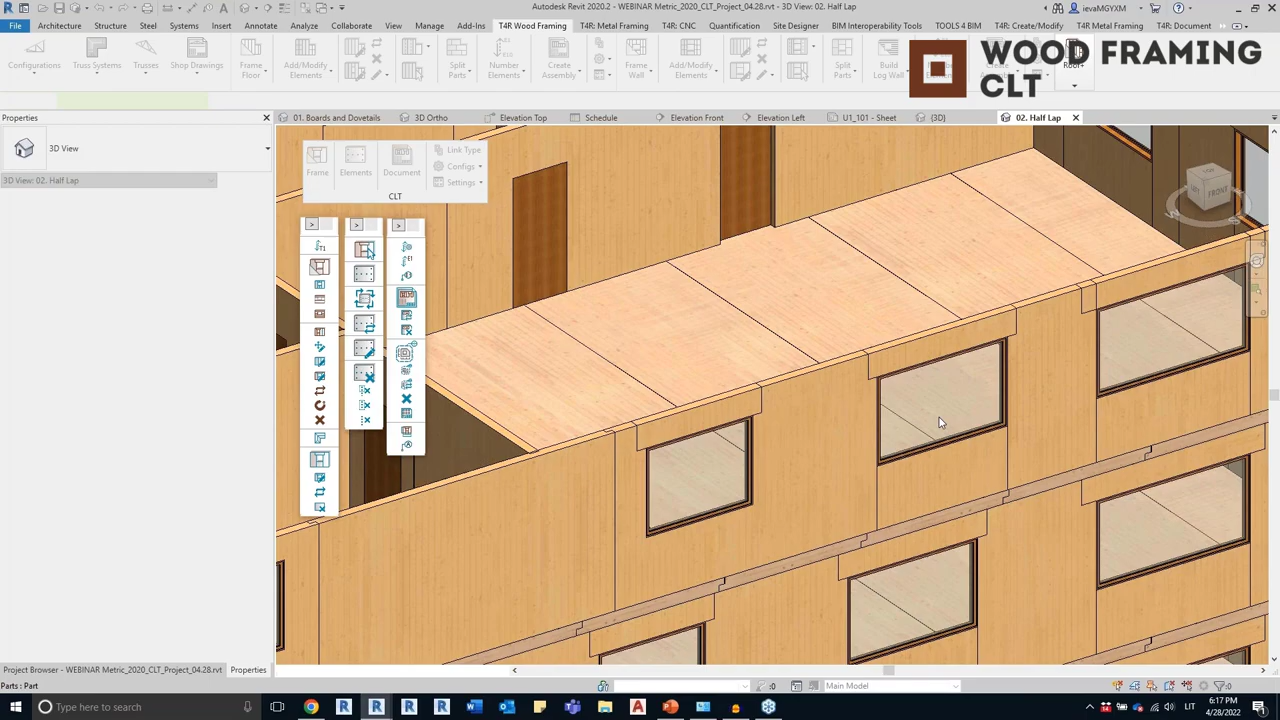 Autodesk Revit 2020.2 - WEBINAR Metric_2020_CLT_Project_04.28.rvt - 3D View: 02. Half Lap
ievaMGYXM
File Architecture Structure Steel Systems Insert Annotate Analyze Collaborate View Manage Add-Ins T4R Wood Framing T4R: Metal Framing T4R: CNC Quantification Site Designer BIM Interoperability Tools TOOLS 4 BIM T4R: Create/Modify T4R Metal Framing T4R: Document
Configurations
Truss Systems
Trusses
Shop Drawings
Frame
Floor
Add/Modify
Elements
Split
Parts
Number
Elements
Create
Assembly
Frame
Wall
Add/Modify
Elements
Split
Parts
Build
Log Wall
Roof+
WOOD FRAMING
CLT
Properties
01. Boards and Dovetails
3D Ortho
Elevation Top
Schedule
Elevation Front
Elevation Left
U1_101 - Sheet
{3D}
02. Half Lap
3D View
3D View: 02. Half Lap
Frame
Elements
Document
Link Type
Configs
Settings
CLT
TOP
LEFT
FRONT
Project Browser - WEBINAR Metric_2020_CLT_Project_04.28.rvt
Properties
Parts : Part
:0
Main Model
:0
Type here to search
LIT
6:17 PM
4/28/2022